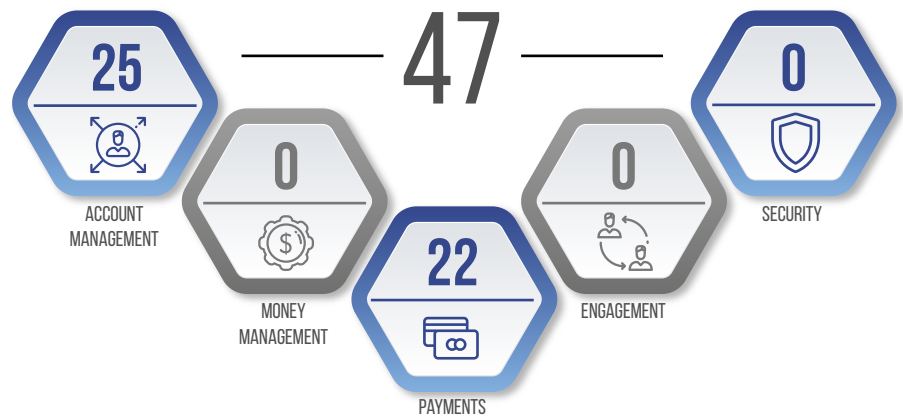 47
25
ACCOUNT
MANAGEMENT
0
$
MONEY
MANAGEMENT
22
PAYMENTS
0
ENGAGEMENT
0
SECURITY